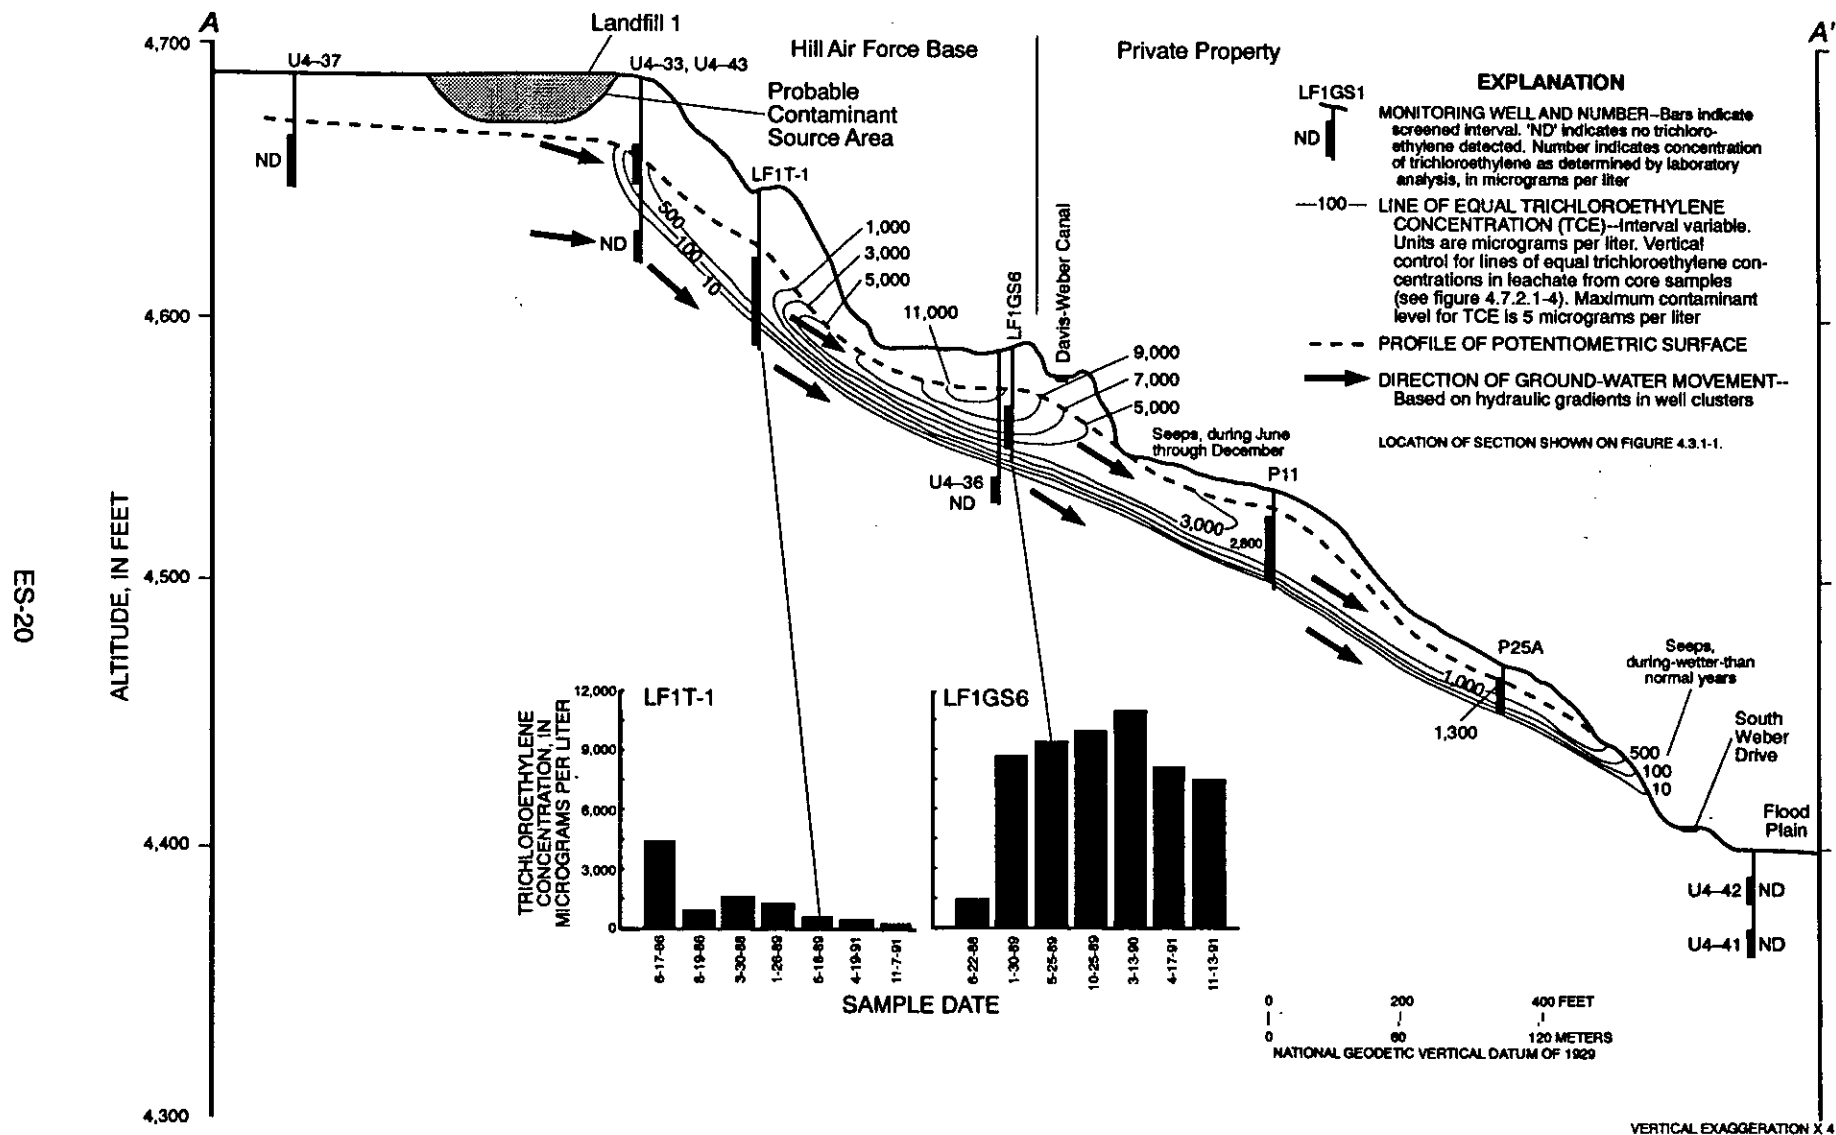 A
A'
Landfill 1
4,700
U4–37
U4–33, U4–43
Hill Air Force Base
Private Property
Probable
Contaminant
Source Area
ND
LF1T-1
ND
500
100
10
1,000
3,000
5,000
11,000
LF1GS6
Davis-Weber Canal
9,000
7,000
5,000
4,600
Seeps, during June
through December
P11
U4–36
ND
3,000
2,800
4,500
ALTITUDE, IN FEET
ES-20
P25A
1,000
1,300
Seeps,
during-wetter-than
normal years
South
Weber
Drive
500
100
10
Flood
Plain
4,400
U4–42 ND
U4–41 ND
4,300
EXPLANATION
LF1GS1
ND
MONITORING WELL AND NUMBER–Bars indicate
screened interval. 'ND' indicates no trichloro-
ethylene detected. Number indicates concentration
of trichloroethylene as determined by laboratory
analysis, in micrograms per liter
—100— LINE OF EQUAL TRICHLOROETHYLENE
CONCENTRATION (TCE)--Interval variable.
Units are micrograms per liter. Vertical
control for lines of equal trichloroethylene con-
centrations in leachate from core samples
(see figure 4.7.2.1-4). Maximum contaminant
level for TCE is 5 micrograms per liter
PROFILE OF POTENTIOMETRIC SURFACE
DIRECTION OF GROUND-WATER MOVEMENT--
Based on hydraulic gradients in well clusters
LOCATION OF SECTION SHOWN ON FIGURE 4.3.1-1.
TRICHLOROETHYLENE
CONCENTRATION, IN
MICROGRAMS PER LITER
12,000
9,000
6,000
3,000
0
LF1T-1
6-17-86
8-19-86
3-30-88
1-26-89
5-18-89
4-19-91
11-7-91
LF1GS6
6-22-88
1-30-89
5-25-89
10-25-89
3-13-90
4-17-91
11-13-91
SAMPLE DATE
0 200 400 FEET
0 60 120 METERS
NATIONAL GEODETIC VERTICAL DATUM OF 1929
VERTICAL EXAGGERATION X 4